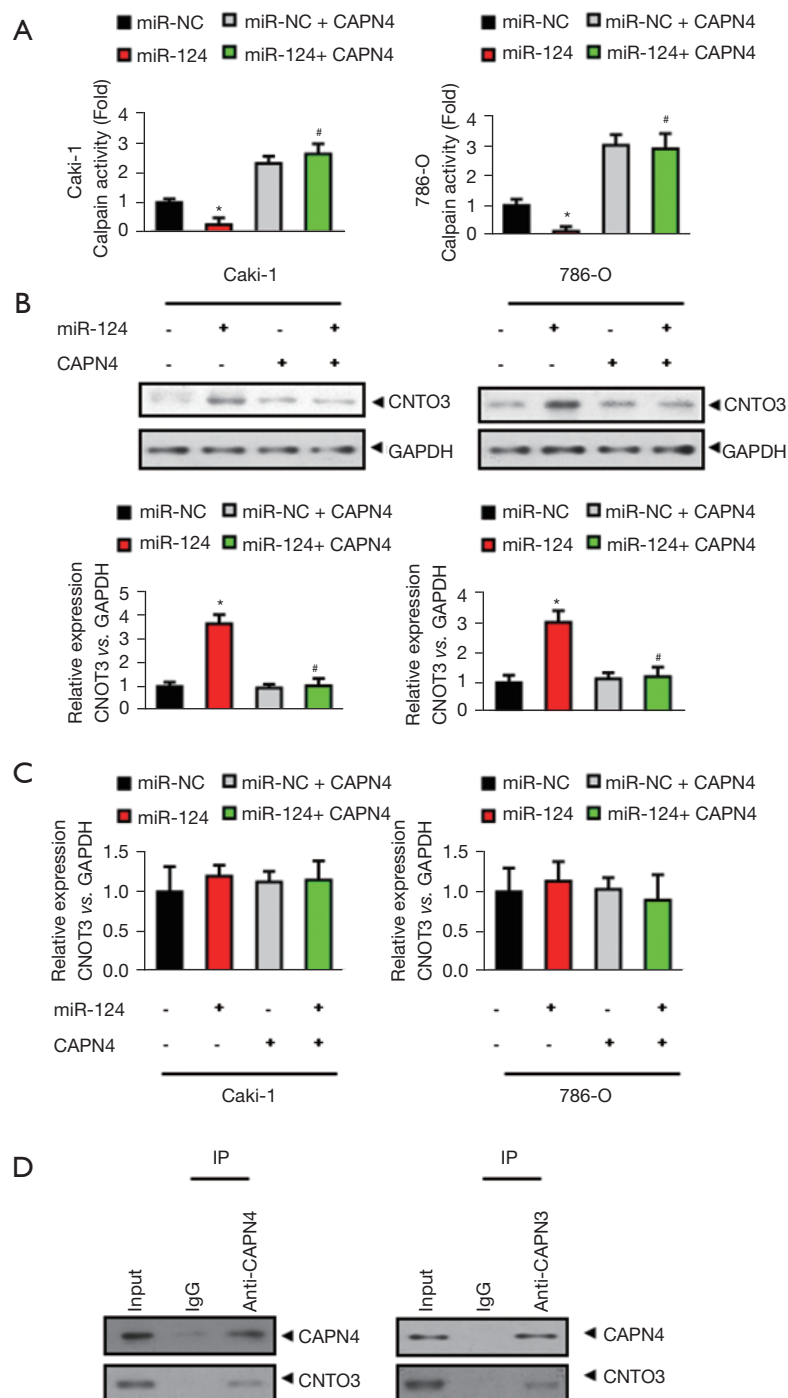 A
miR-NC miR-NC + CAPN4
miR-124 miR-124+ CAPN4
miR-NC miR-NC + CAPN4
miR-124 miR-124+ CAPN4
Caki-1
Calpain activity (Fold)
4
3
2
1
0
*
#
786-O
Calpain activity (Fold)
4
3
2
1
0
*
#
B
Caki-1
786-O
miR-124 - + - + - + - +
CAPN4 - - + + - - + +
CNTO3
GAPDH
CNTO3
GAPDH
miR-NC miR-NC + CAPN4
miR-124 miR-124+ CAPN4
miR-NC miR-NC + CAPN4
miR-124 miR-124+ CAPN4
Relative expression
CNOT3 vs. GAPDH
5
4
3
2
1
0
*
#
Relative expression
CNOT3 vs. GAPDH
4
3
2
1
0
*
#
C
miR-NC miR-NC + CAPN4
miR-124 miR-124+ CAPN4
miR-NC miR-NC + CAPN4
miR-124 miR-124+ CAPN4
Relative expression
CNOT3 vs. GAPDH
1.5
1.0
0.5
0.0
Relative expression
CNOT3 vs. GAPDH
1.5
1.0
0.5
0.0
miR-124 - + - + - + - +
CAPN4 - - + + - - + +
Caki-1
786-O
D
IP
Input
IgG
Anti-CAPN4
CAPN4
CNTO3
IP
Input
IgG
Anti-CAPN3
CAPN4
CNTO3